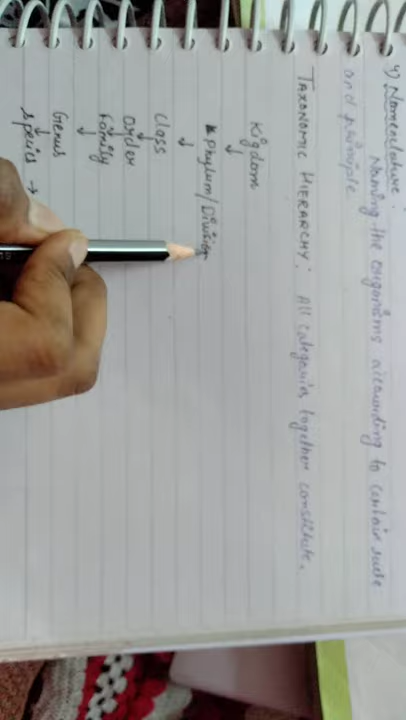 4) Nomenclature:
Naming the organisms according to certain rule
and principle
TAXONOMIC HIERARCHY: All categories together constitute.
Kigdom
↓
Phylum/Division
↓
Class
↓
Order
↓
Family
↓
Genus
↓
Species →